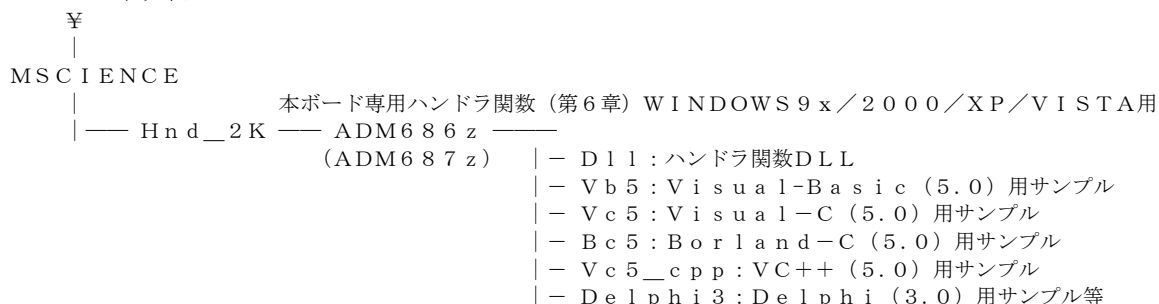 ￥
｜
ＭＳＣＩＥＮＣＥ
｜ 本ボード専用ハンドラ関数（第６章）ＷＩＮＤＯＷＳ９ｘ／２０００／ＸＰ／ＶＩＳＴＡ用
｜―― Ｈｎｄ＿２Ｋ ―― ＡＤＭ６８６ｚ ―――
（ＡＤＭ６８７ｚ） ｜－ Ｄｌｌ：ハンドラ関数ＤＬＬ
｜－ Ｖｂ５：Ｖｉｓｕａｌ-Ｂａｓｉｃ（５.０）用サンプル
｜－ Ｖｃ５：Ｖｉｓｕａｌ－Ｃ（５.０）用サンプル
｜－ Ｂｃ５：Ｂｏｒｌａｎｄ－Ｃ（５.０）用サンプル
｜－ Ｖｃ５＿ｃｐｐ：ＶＣ＋＋（５.０）用サンプル
｜－ Ｄｅｌｐｈｉ３：Ｄｅｌｐｈｉ（３.０）用サンプル等